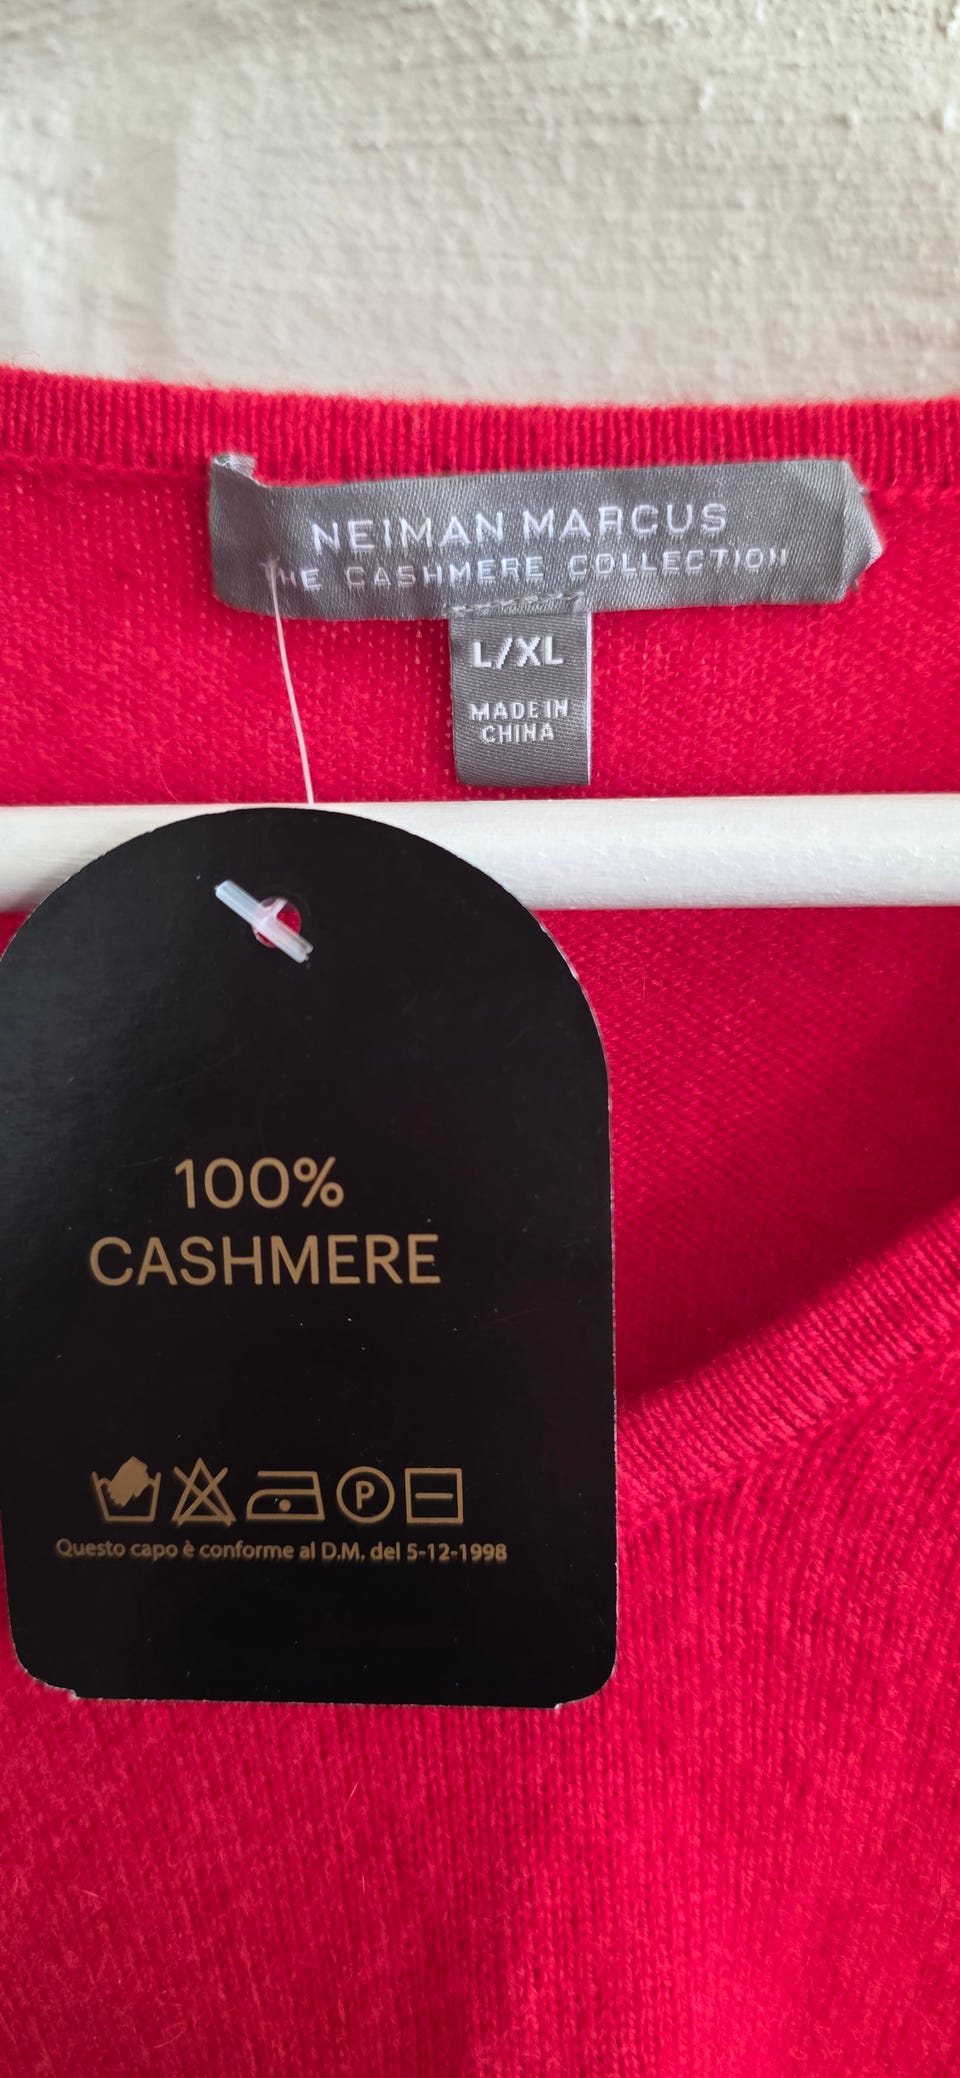 NEIMAN MARCUS
THE CASHMERE COLLECTION
L/XL
MADE IN
CHINA
100%
CASHMERE
P
Questo capo è conforme al D.M. del 5-12-1998